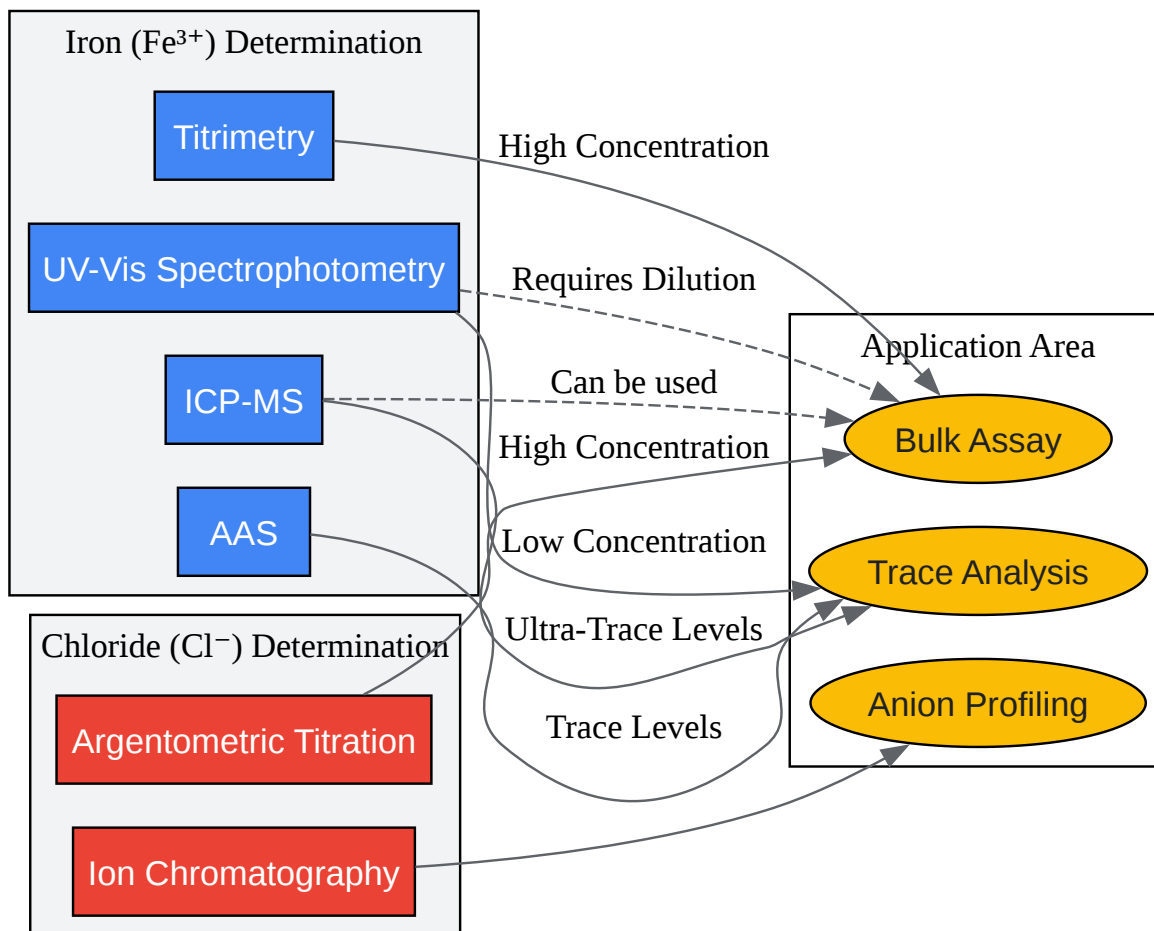 Iron (Fe³⁺) Determination
Titrimetry
UV-Vis Spectrophotometry
ICP-MS
AAS
Chloride (Cl⁻) Determination
Argentometric Titration
Ion Chromatography
High Concentration
Requires Dilution
Can be used
High Concentration
Low Concentration
Ultra-Trace Levels
Trace Levels
Application Area
Bulk Assay
Trace Analysis
Anion Profiling